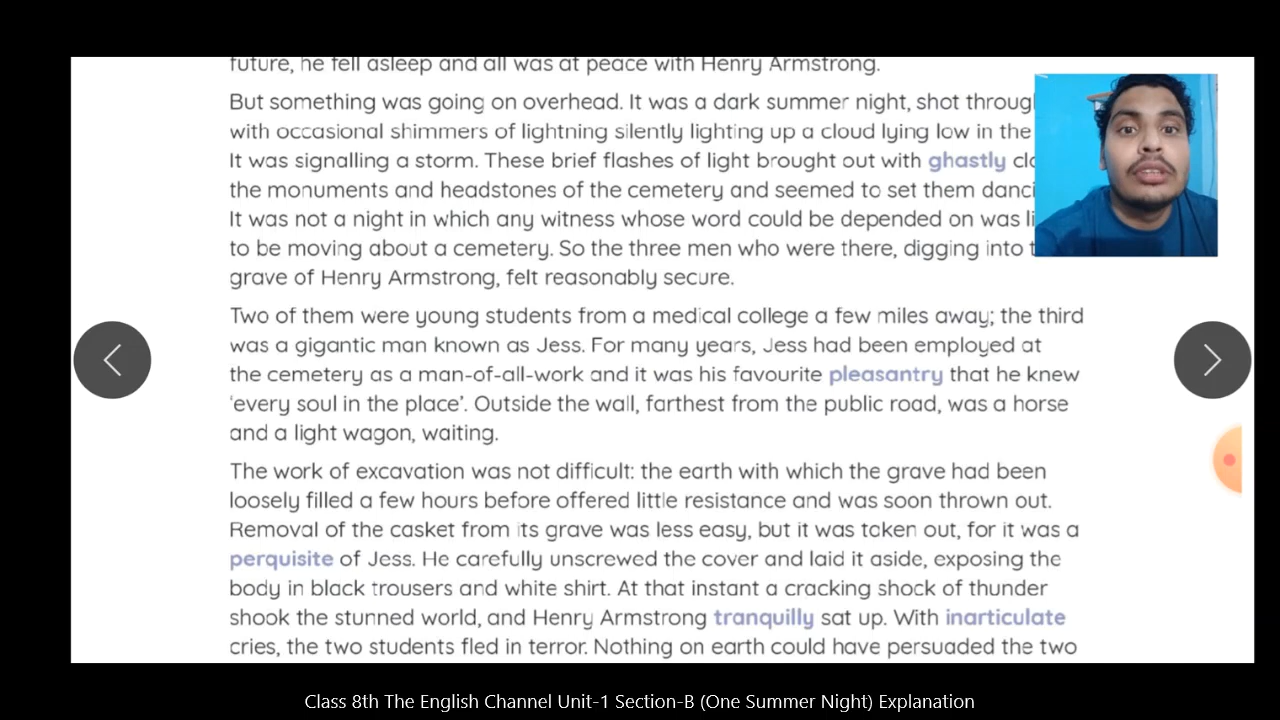 future, he fell asleep and all was at peace with Henry Armstrong.
But something was going on overhead. It was a dark summer night, shot throug
with occasional shimmers of lightning silently lighting up a cloud lying low in the
It was signalling a storm. These brief flashes of light brought out with ghastly
the monuments and headstones of the cemetery and seemed to set them danci
It was not a night in which any witness whose word could be depended on was li
to be moving about a cemetery. So the three men who were there, digging into
grave of Henry Armstrong, felt reasonably secure.
Two of them were young students from a medical college a few miles away; the third
was a gigantic man known as Jess. For many years, Jess had been employed at
the cemetery as a man-of-all-work and it was his favourite pleasantry that he knew
‘every soul in the place’. Outside the wall, farthest from the public road, was a horse
and a light wagon, waiting.
The work of excavation was not difficult: the earth with which the grave had been
loosely filled a few hours before offered little resistance and was soon thrown out.
Removal of the casket from its grave was less easy, but it was taken out, for it was a
perquisite of Jess. He carefully unscrewed the cover and laid it aside, exposing the
body in black trousers and white shirt. At that instant a cracking shock of thunder
shook the stunned world, and Henry Armstrong tranquilly sat up. With inarticulate
cries, the two students fled in terror. Nothing on earth could have persuaded the two
Class 8th The English Channel Unit-1 Section-B (One Summer Night) Explanation